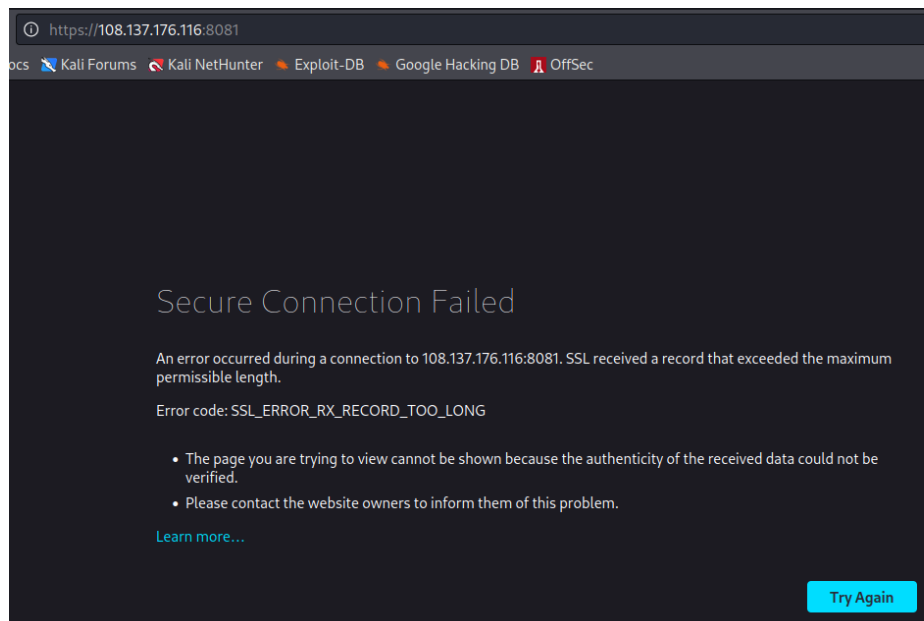 https://108.137.176.116:8081
ocs Kali Forums Kali NetHunter Exploit-DB Google Hacking DB OffSec
Secure Connection Failed
An error occurred during a connection to 108.137.176.116:8081. SSL received a record that exceeded the maximum
permissible length.
Error code: SSL_ERROR_RX_RECORD_TOO_LONG
• The page you are trying to view cannot be shown because the authenticity of the received data could not be
verified.
• Please contact the website owners to inform them of this problem.
Learn more…
Try Again